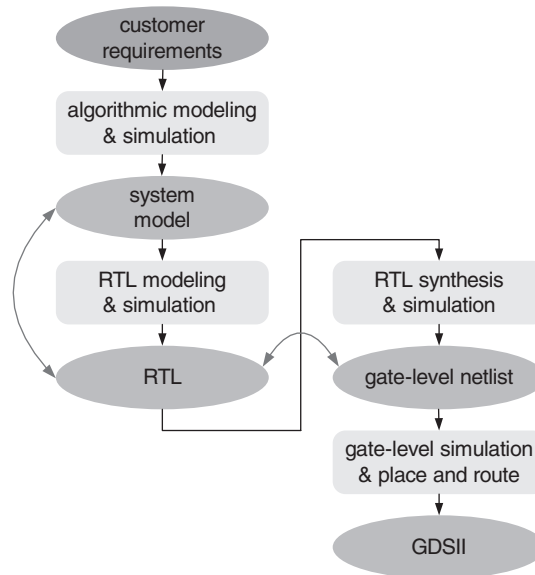 customer
requirements
algorithmic modeling
& simulation
system
model
RTL modeling
& simulation
RTL
RTL synthesis
& simulation
gate-level netlist
gate-level simulation
& place and route
GDSII